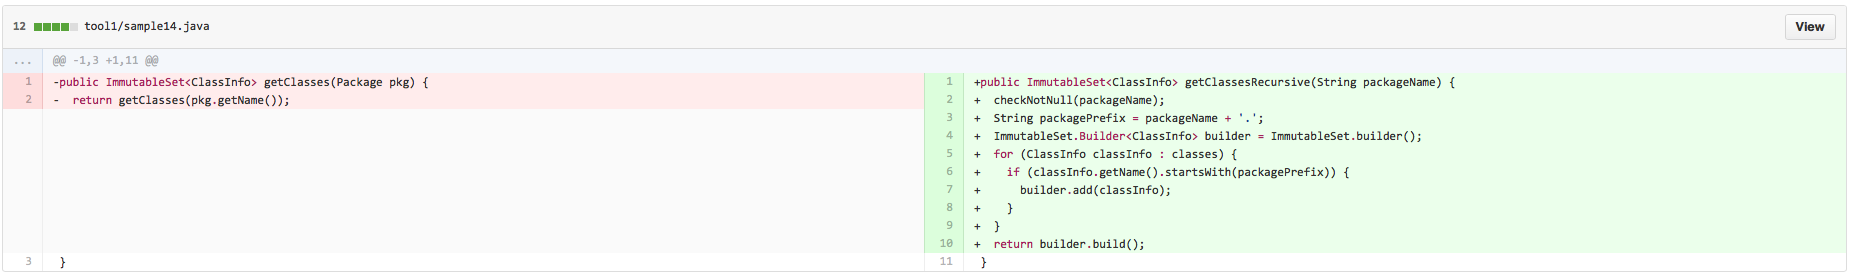 12 tool1/sample14.java View
... @@ -1,3 +1,11 @@
1 -public ImmutableSet<ClassInfo> getClasses(Package pkg) {
2 -  return getClasses(pkg.getName());
3  }
1 +public ImmutableSet<ClassInfo> getClassesRecursive(String packageName) {
2 +  checkNotNull(packageName);
3 +  String packagePrefix = packageName + '.';
4 +  ImmutableSet.Builder<ClassInfo> builder = ImmutableSet.builder();
5 +  for (ClassInfo classInfo : classes) {
6 +    if (classInfo.getName().startsWith(packagePrefix)) {
7 +      builder.add(classInfo);
8 +    }
9 +  }
10 +  return builder.build();
11  }